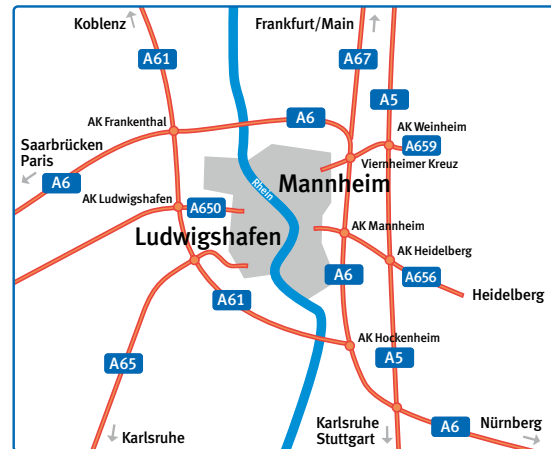 Koblenz
Frankfurt/Main
A61
A67
A5
AK Frankenthal
A6
AK Weinheim
A659
Saarbrücken
Paris
Viernheimer Kreuz
A6
Rhein
Mannheim
AK Ludwigshafen
A650
AK Mannheim
Ludwigshafen
AK Heidelberg
A6
A656
A61
Heidelberg
AK Hockenheim
A65
A5
Karlsruhe
Karlsruhe
Stuttgart
A6
Nürnberg